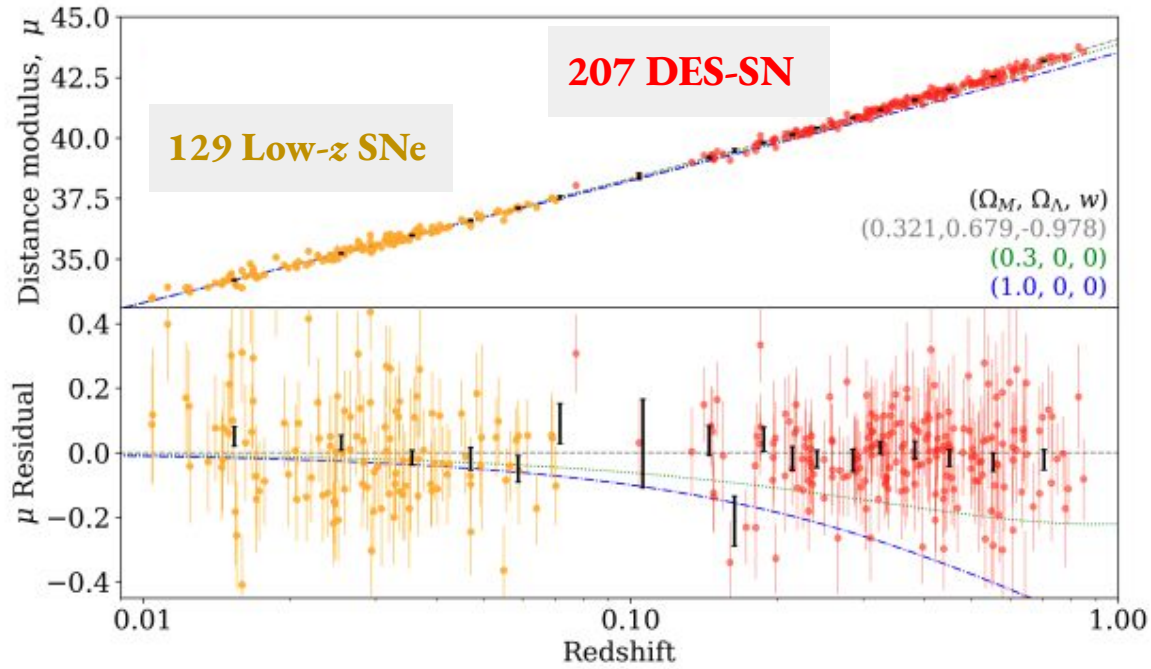 45.0
42.5
40.0
37.5
35.0
Distance modulus, μ
207 DES-SN
129 Low-z SNe
(Ω_M, Ω_Λ, w)
(0.321,0.679,-0.978)
(0.3, 0, 0)
(1.0, 0, 0)
0.4
0.2
0.0
−0.2
−0.4
μ Residual
0.01
0.10
1.00
Redshift